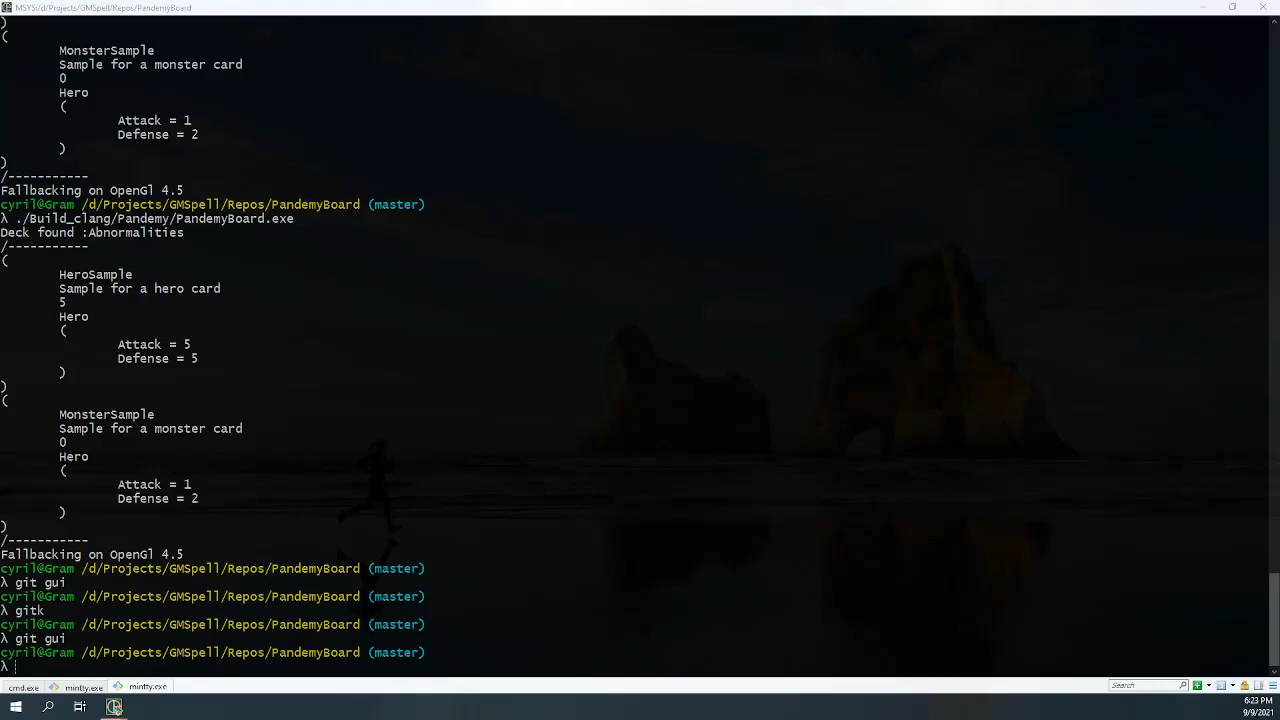 MSYS:/d/Projects/GMSpell/Repos/PandemyBoard
)
(
MonsterSample
Sample for a monster card
0
Hero
(
Attack = 1
Defense = 2
)
)
/-----------
Fallbacking on OpenGl 4.5
cyril@Gram /d/Projects/GMSpell/Repos/PandemyBoard (master)
λ ./Build_clang/Pandemy/PandemyBoard.exe
Deck found :Abnormalities
/-----------
(
HeroSample
Sample for a hero card
5
Hero
(
Attack = 5
Defense = 5
)
)
(
MonsterSample
Sample for a monster card
0
Hero
(
Attack = 1
Defense = 2
)
)
/-----------
Fallbacking on OpenGl 4.5
cyril@Gram /d/Projects/GMSpell/Repos/PandemyBoard (master)
λ git gui
cyril@Gram /d/Projects/GMSpell/Repos/PandemyBoard (master)
λ gitk
cyril@Gram /d/Projects/GMSpell/Repos/PandemyBoard (master)
λ git gui
cyril@Gram /d/Projects/GMSpell/Repos/PandemyBoard (master)
λ
cmd.exe mintty.exe mintty.exe Search
6:23 PM
9/9/2021